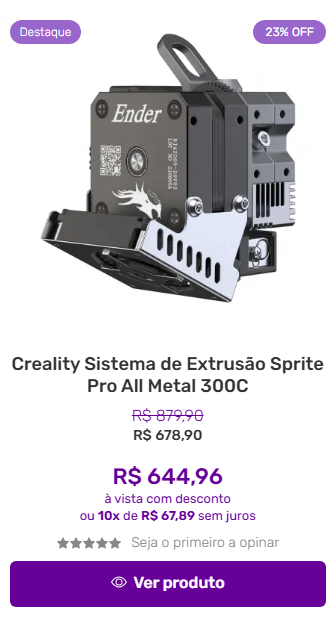 Destaque
23% OFF
Ender
Creality Sistema de Extrusão Sprite
Pro All Metal 300C
R$ 879,90
R$ 678,90
R$ 644,96
à vista com desconto
ou 10x de R$ 67,89 sem juros
Seja o primeiro a opinar
Ver produto